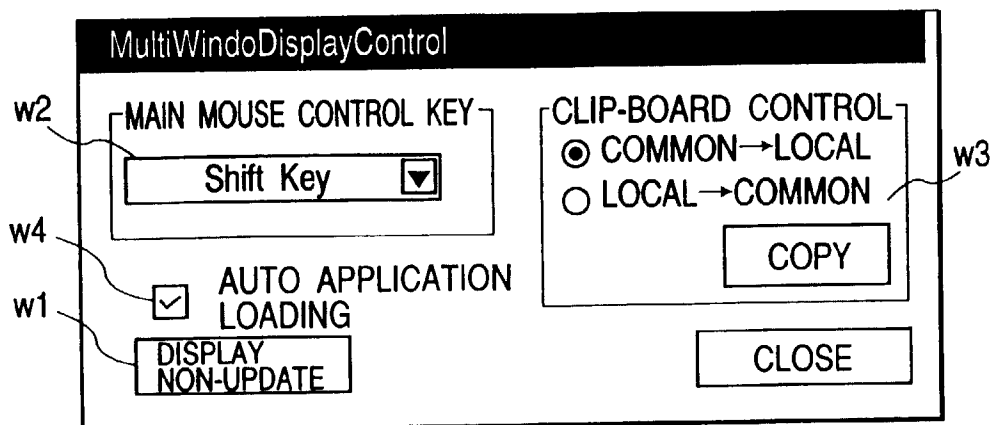 MultiWindoDisplayControl
w2
MAIN MOUSE CONTROL KEY
Shift Key
w4
AUTO APPLICATION
LOADING
w1
DISPLAY
NON-UPDATE
CLIP-BOARD CONTROL
COMMON→LOCAL
LOCAL→COMMON
w3
COPY
CLOSE